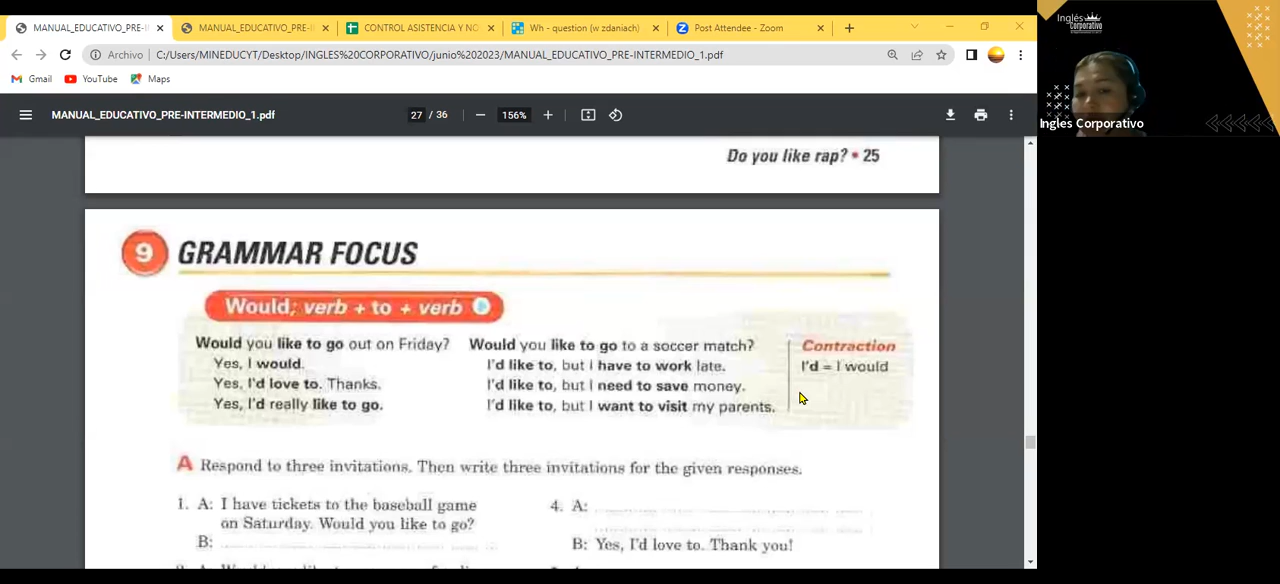 MANUAL_EDUCATIVO_PRE-INTERMEDIO_1
MANUAL_EDUCATIVO_PRE-IN
CONTROL ASISTENCIA Y NO
Wh - question (w zdaniach)
Post Attendee - Zoom
Archivo
C:/Users/MINEDUCYT/Desktop/INGLES%20CORPORATIVO/junio%202023/MANUAL_EDUCATIVO_PRE-INTERMEDIO_1.pdf
Gmail
YouTube
Maps
MANUAL_EDUCATIVO_PRE-INTERMEDIO_1.pdf
27 / 36
156%
Inglés
Corporativo
Ingles Corporativo
Do you like rap? • 25
9 GRAMMAR FOCUS
Would; verb + to + verb
Would you like to go out on Friday?
Yes, I would.
Yes, I'd love to. Thanks.
Yes, I'd really like to go.
Would you like to go to a soccer match?
I'd like to, but I have to work late.
I'd like to, but I need to save money.
I'd like to, but I want to visit my parents.
Contraction
I'd = I would
A Respond to three invitations. Then write three invitations for the given responses.
1. A: I have tickets to the baseball game
on Saturday. Would you like to go?
B:
4. A:
B: Yes, I'd love to. Thank you!